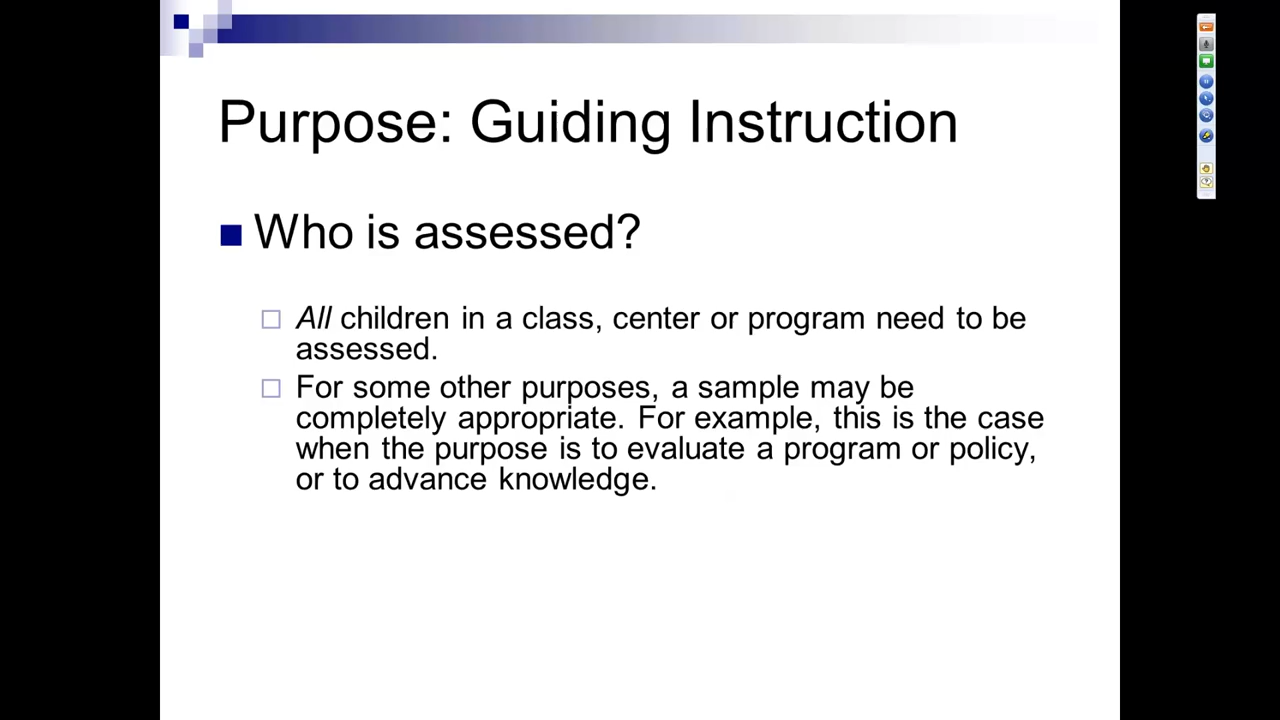 Purpose: Guiding Instruction
Who is assessed?
All children in a class, center or program need to be
assessed.
For some other purposes, a sample may be
completely appropriate. For example, this is the case
when the purpose is to evaluate a program or policy,
or to advance knowledge.